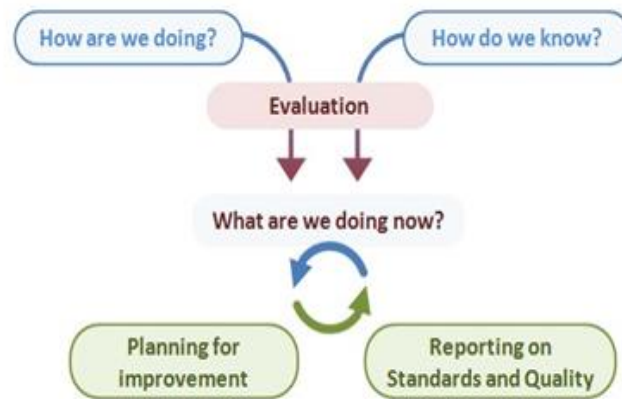 How are we doing?
How do we know?
Evaluation
What are we doing now?
Planning for
improvement
Reporting on
Standards and Quality